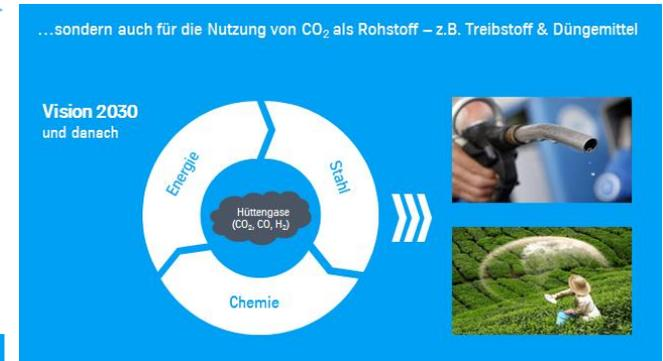 …sondern auch für die Nutzung von CO₂ als Rohstoff – z.B. Treibstoff & Düngemittel
Vision 2030
und danach
Energie
Stahl
Hüttengase
(CO₂, CO, H₂)
Chemie